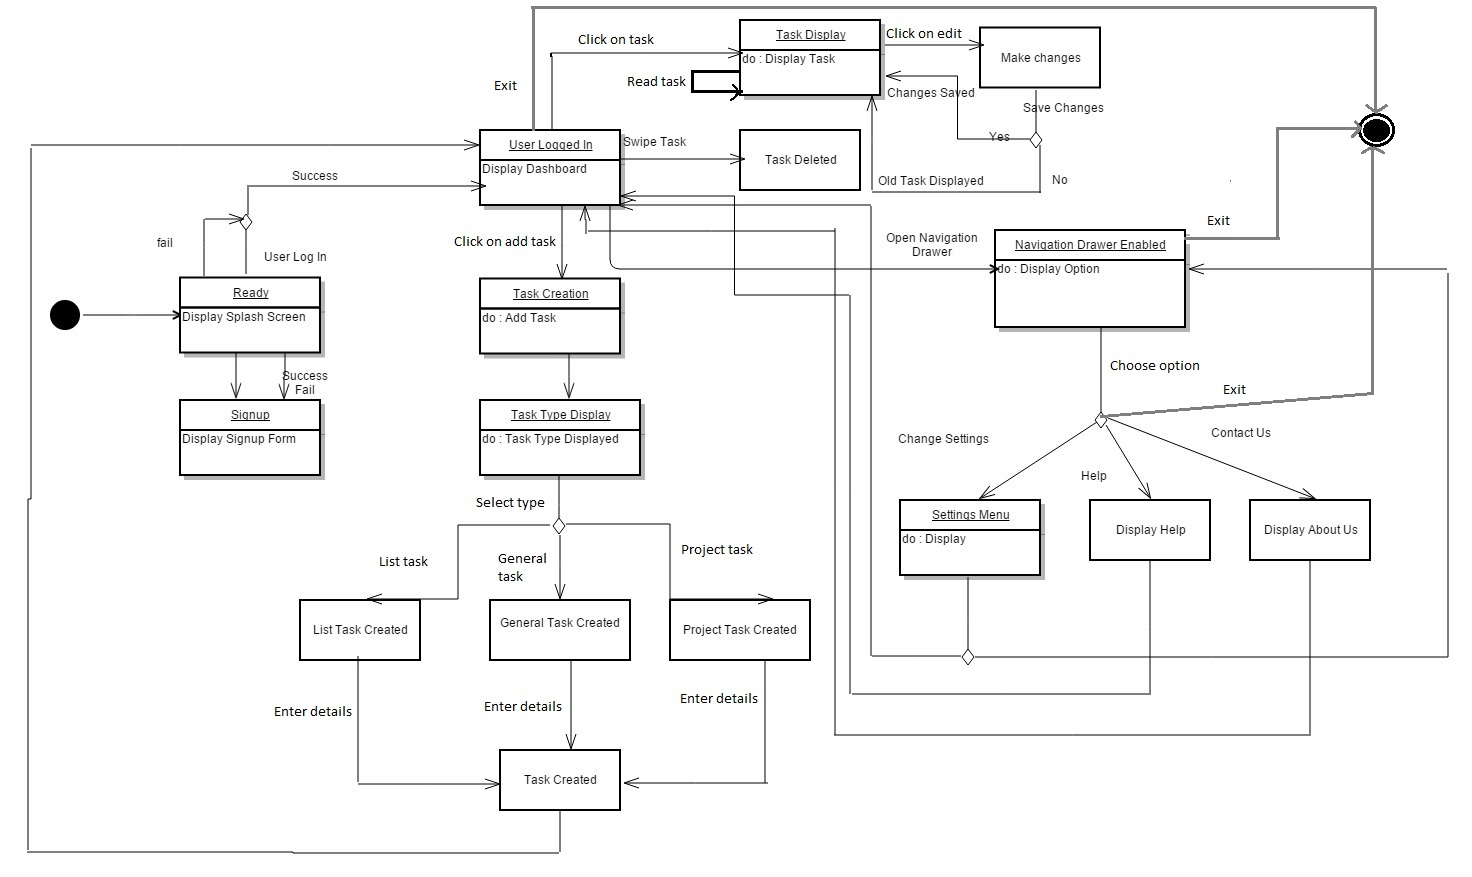 Task Display
do : Display Task
Click on task
Click on edit
Make changes
Read task
Exit
Changes Saved
Save Changes
Yes
User Logged In
Display Dashboard
Swipe Task
Task Deleted
Old Task Displayed
No
Success
fail
User Log In
Exit
Click on add task
Open Navigation
Drawer
Navigation Drawer Enabled
do : Display Option
Ready
Display Splash Screen
Task Creation
do : Add Task
Success
Fail
Choose option
Exit
Signup
Display Signup Form
Task Type Display
do : Task Type Displayed
Change Settings
Contact Us
Help
Select type
Settings Menu
do : Display
Display Help
Display About Us
List task
General
task
Project task
List Task Created
General Task Created
Project Task Created
Enter details
Enter details
Enter details
Task Created